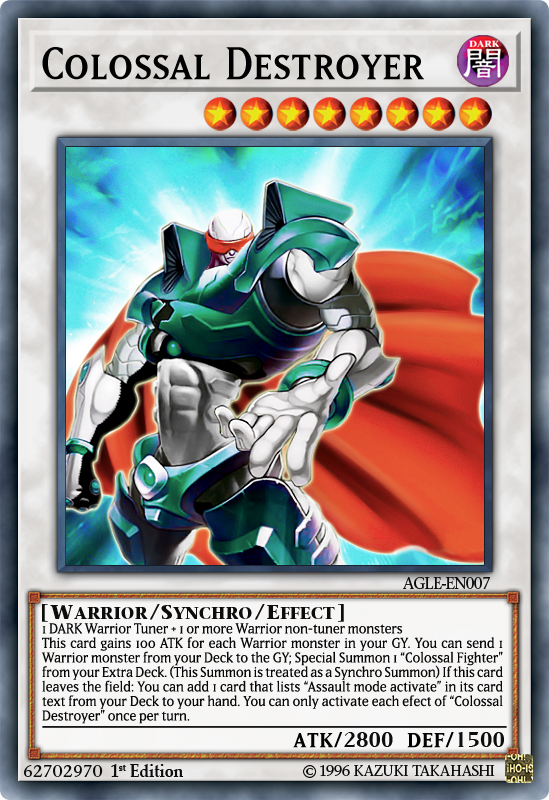 COLOSSAL DESTROYER
DARK
闇
AGLE-EN007
[WARRIOR/SYNCHRO/EFFECT]
1 DARK Warrior Tuner + 1 or more Warrior non-tuner monsters
This card gains 100 ATK for each Warrior monster in your GY. You can send 1
Warrior monster from your Deck to the GY; Special Summon 1 “Colossal Fighter”
from your Extra Deck. (This Summon is treated as a Synchro Summon) If this card
leaves the field: You can add 1 card that lists “Assault mode activate” in its card
text from your Deck to your hand. You can only activate each efect of “Colossal
Destroyer” once per turn.
ATK/2800 DEF/1500
62702970 1st Edition
© 1996 KAZUKI TAKAHASHI